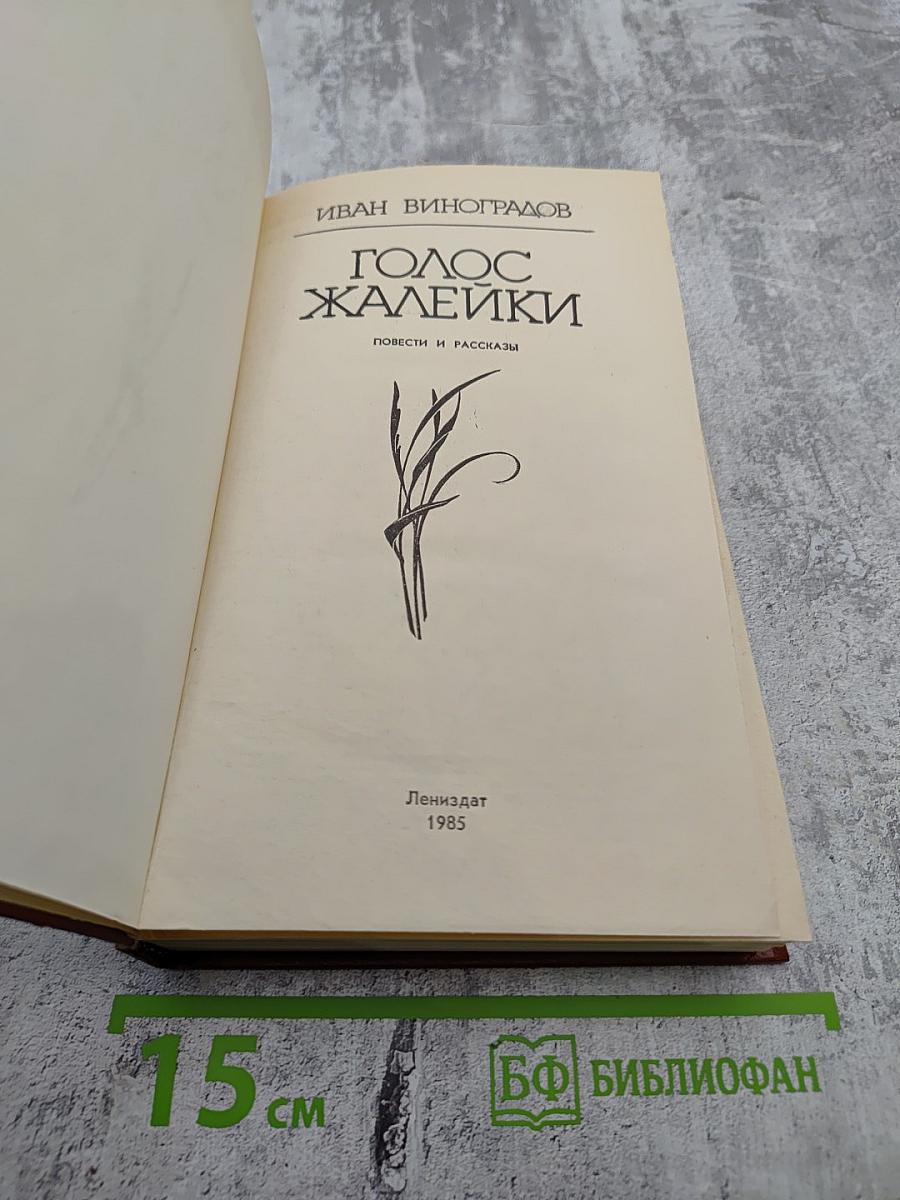 ИВАН ВИНОГРАДОВ
ГОЛОС
ЖАЛЕЙКИ
ПОВЕСТИ И РАССКАЗЫ
Лениздат
1985
15 см
БФ БИБЛИОФАН